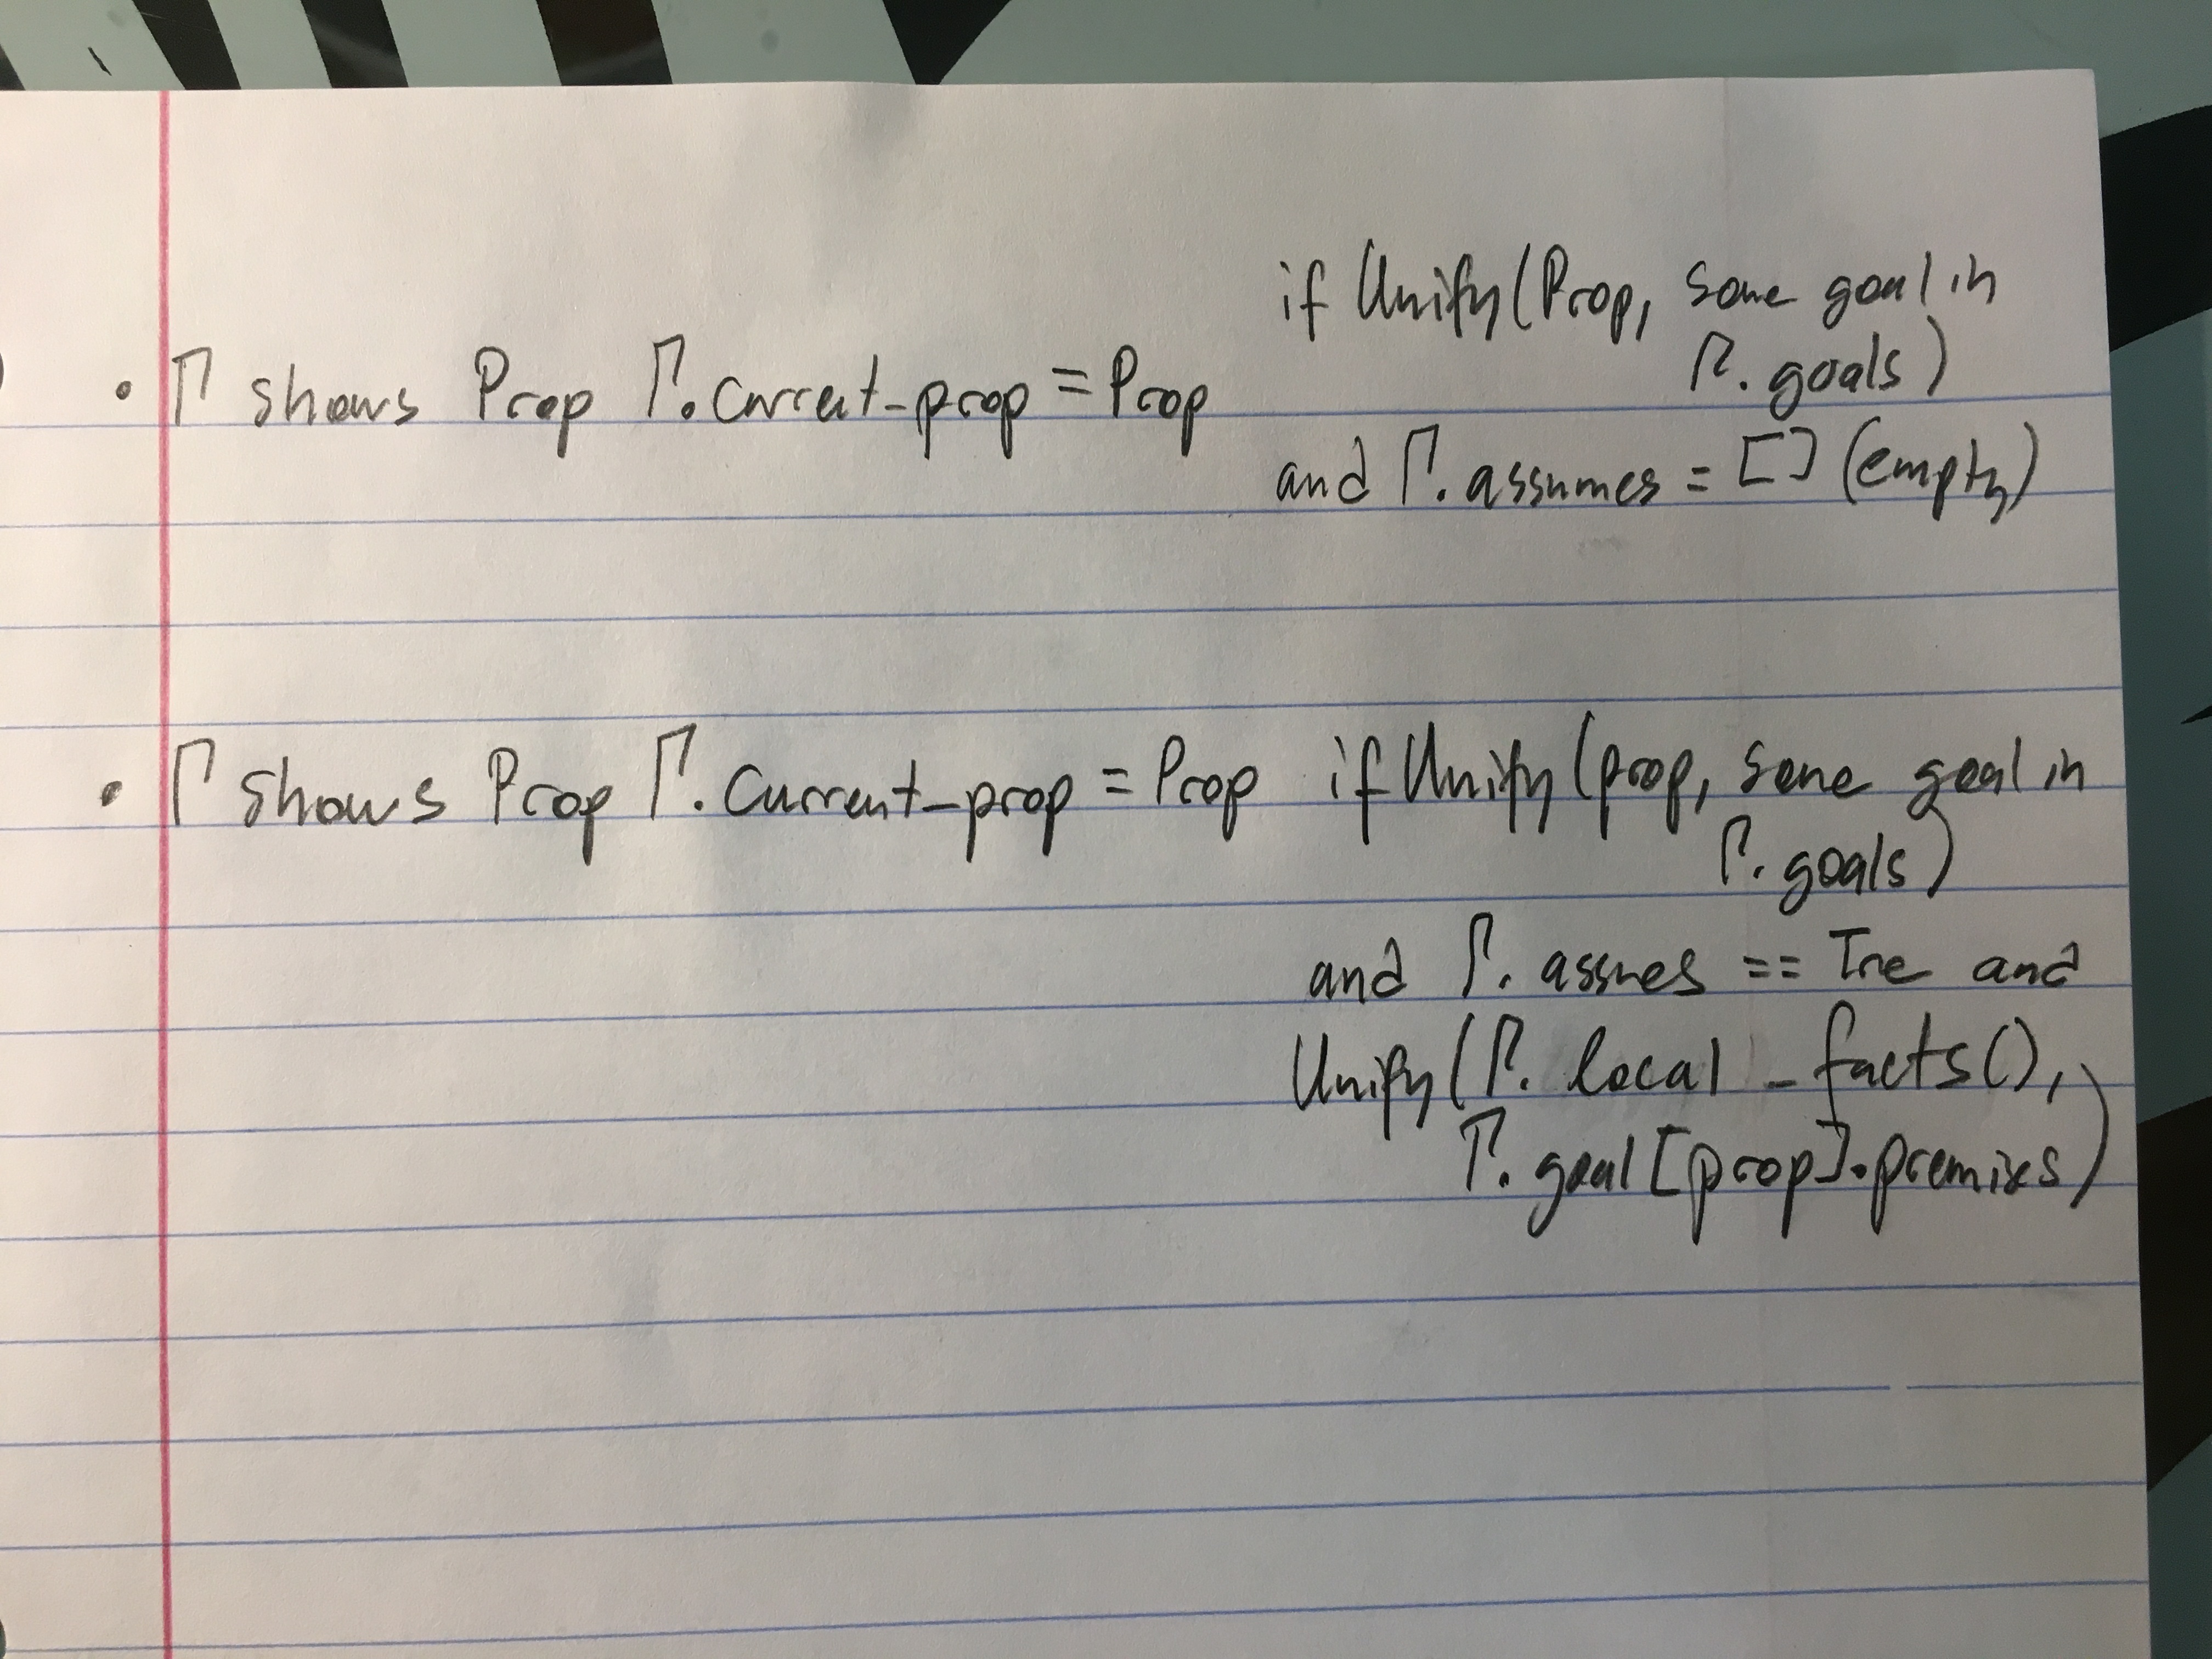 if Unify(Prop, some goal in
Γ.goals)
• Γ shows Prop Γ.current-prop = Prop
and Γ.assumes = [] (empty)
• Γ shows Prop Γ.current-prop = Prop if Unify(prop, some goal in
Γ.goals)
and Γ.assmes == True and
Unify(Γ.local_facts(),
Γ.goal[prop].premises)